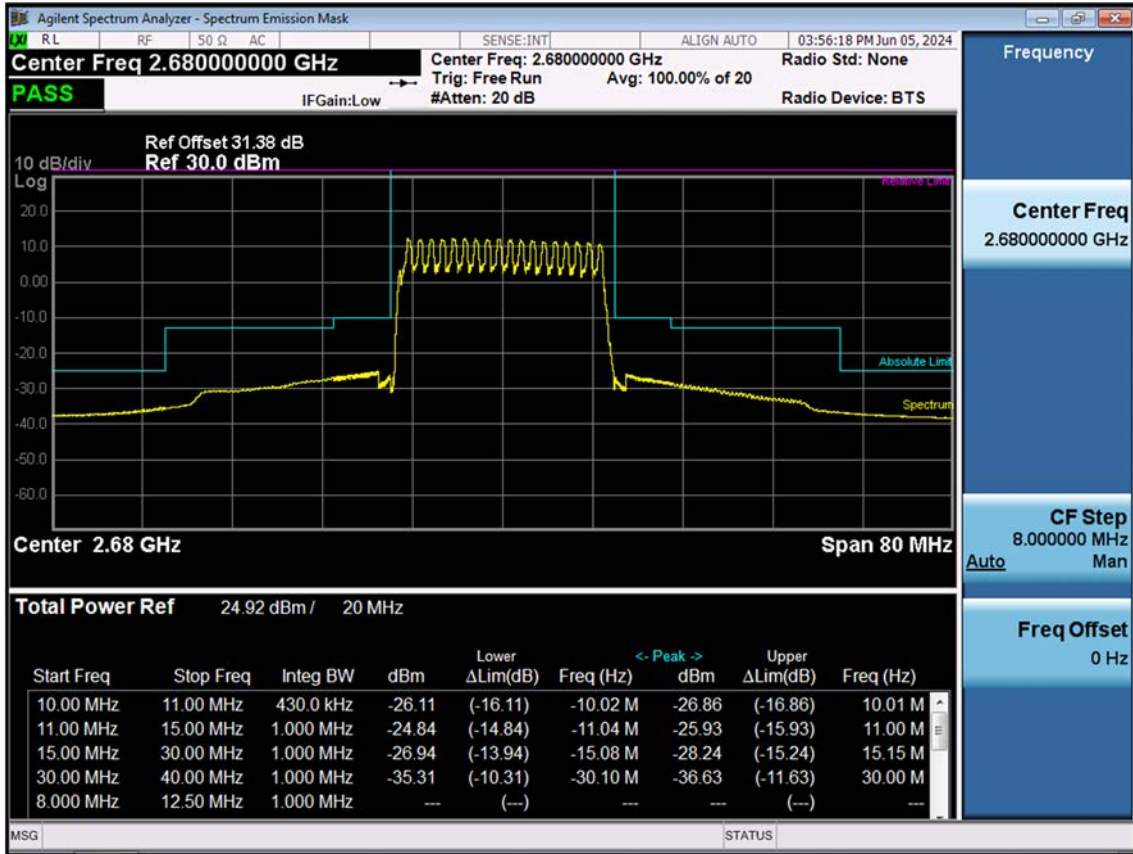 Agilent Spectrum Analyzer - Spectrum Emission Mask
LXI RL RF 50 Ω AC SENSE:INT ALIGN AUTO 03:56:18 PM Jun 05, 2024
Center Freq 2.680000000 GHz
PASS
IFGain:Low
Center Freq: 2.680000000 GHz
Trig: Free Run Avg: 100.00% of 20
#Atten: 20 dB
Radio Std: None
Radio Device: BTS
Ref Offset 31.38 dB
10 dB/div Ref 30.0 dBm
Log
Relative Limit
20.0
10.0
0.00
-10.0
-20.0
Absolute Limit
-30.0
Spectrum
-40.0
-50.0
-60.0
Center 2.68 GHz Span 80 MHz
Total Power Ref 24.92 dBm / 20 MHz
Lower <- Peak -> Upper
Start Freq Stop Freq Integ BW dBm ΔLim(dB) Freq (Hz) dBm ΔLim(dB) Freq (Hz)
10.00 MHz 11.00 MHz 430.0 kHz -26.11 (-16.11) -10.02 M -26.86 (-16.86) 10.01 M
11.00 MHz 15.00 MHz 1.000 MHz -24.84 (-14.84) -11.04 M -25.93 (-15.93) 11.00 M
15.00 MHz 30.00 MHz 1.000 MHz -26.94 (-13.94) -15.08 M -28.24 (-15.24) 15.15 M
30.00 MHz 40.00 MHz 1.000 MHz -35.31 (-10.31) -30.10 M -36.63 (-11.63) 30.00 M
8.000 MHz 12.50 MHz 1.000 MHz --- (---) --- --- (---) ---
MSG STATUS
Frequency
Center Freq
2.680000000 GHz
CF Step
8.000000 MHz
Auto Man
Freq Offset
0 Hz